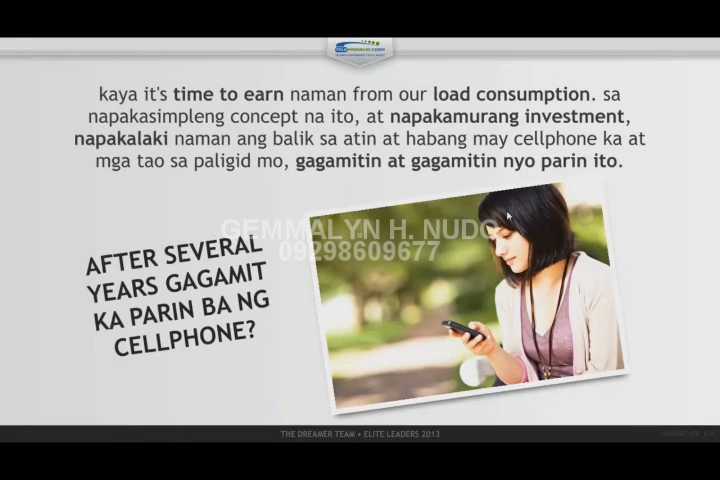 kaya it's time to earn naman from our load consumption. sa
napakasimpleng concept na ito, at napakamurang investment,
napakalaki naman ang balik sa atin at habang may cellphone ka at
mga tao sa paligid mo, gagamitin at gagamitin nyo parin ito.
GEMMALYN H. NUDO
09298609677
AFTER SEVERAL
YEARS GAGAMIT
KA PARIN BA NG
CELLPHONE?
THE DREAMER TEAM • ELITE LEADERS 2013